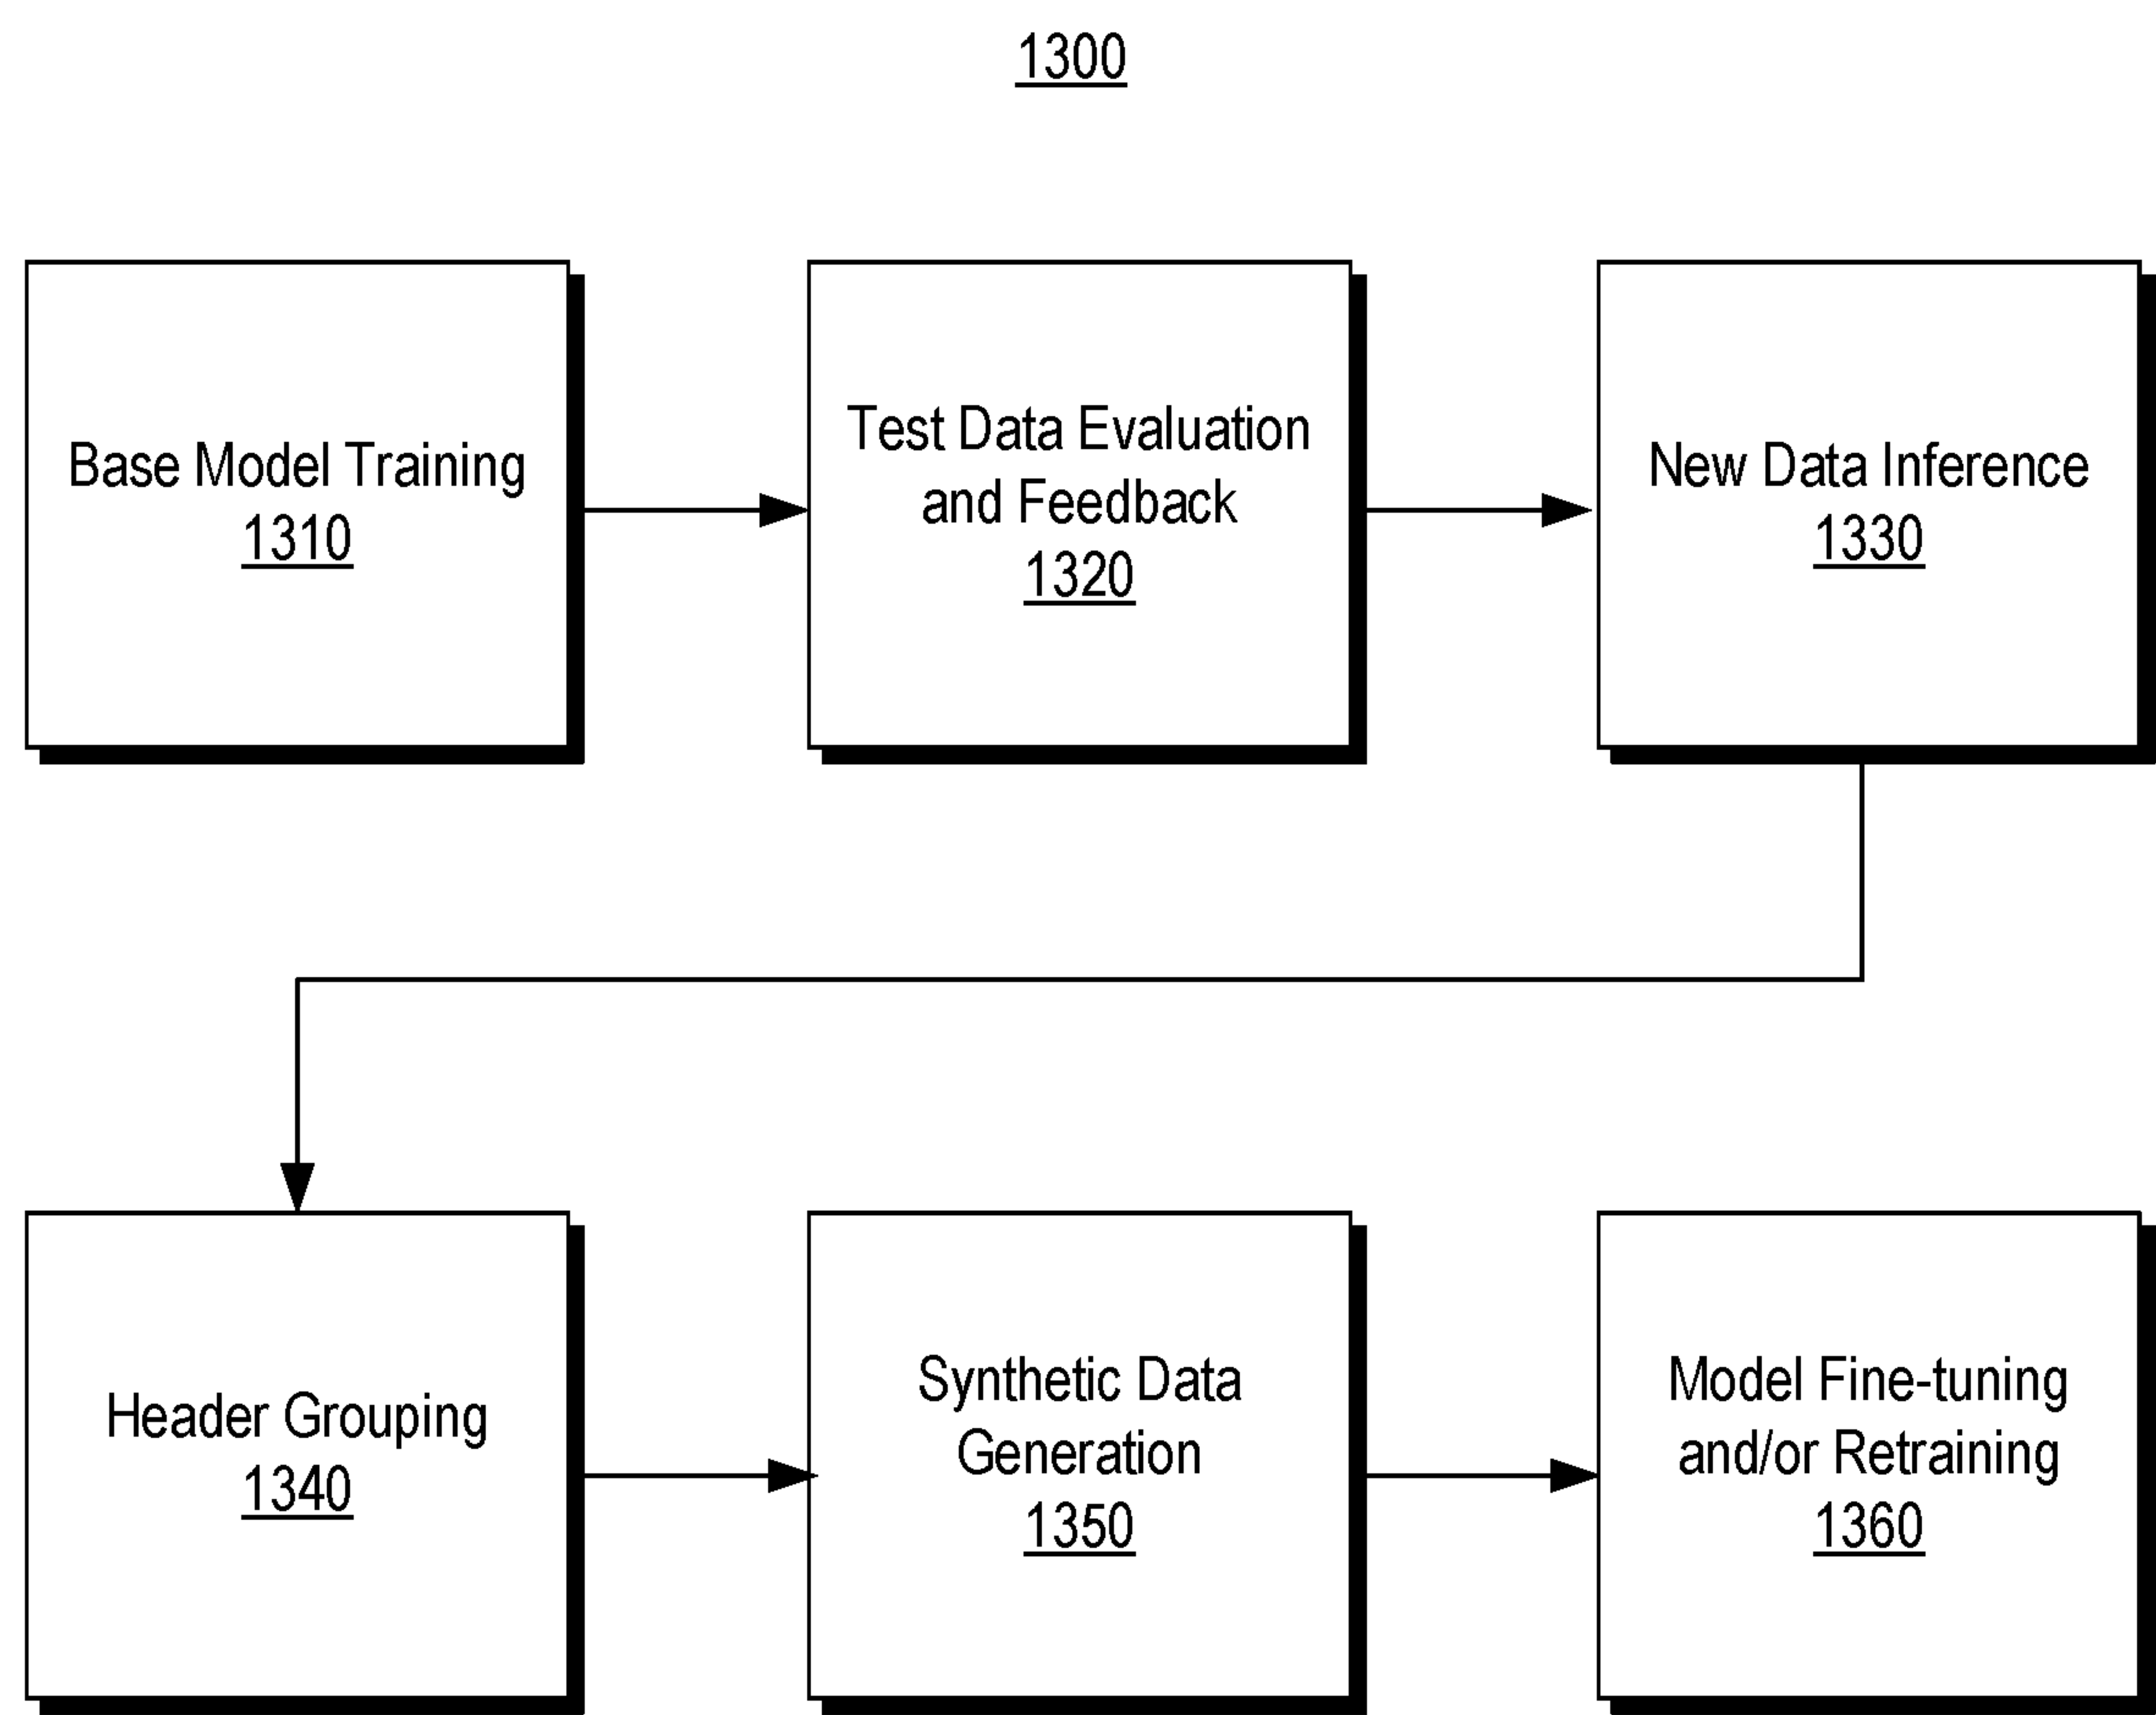 1300
Base Model Training
1310
Test Data Evaluation
and Feedback
1320
New Data Inference
1330
Header Grouping
1340
Synthetic Data
Generation
1350
Model Fine-tuning
and/or Retraining
1360